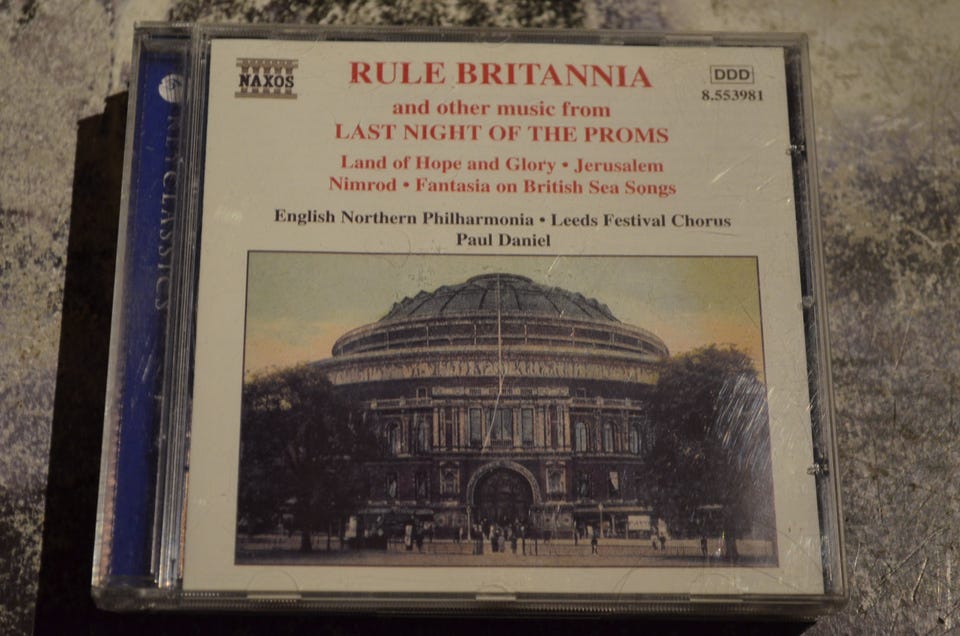 NAXOS
RULE BRITANNIA
DDD
8.553981
and other music from
LAST NIGHT OF THE PROMS
Land of Hope and Glory • Jerusalem
Nimrod • Fantasia on British Sea Songs
English Northern Philharmonia • Leeds Festival Chorus
Paul Daniel
CLASSICS